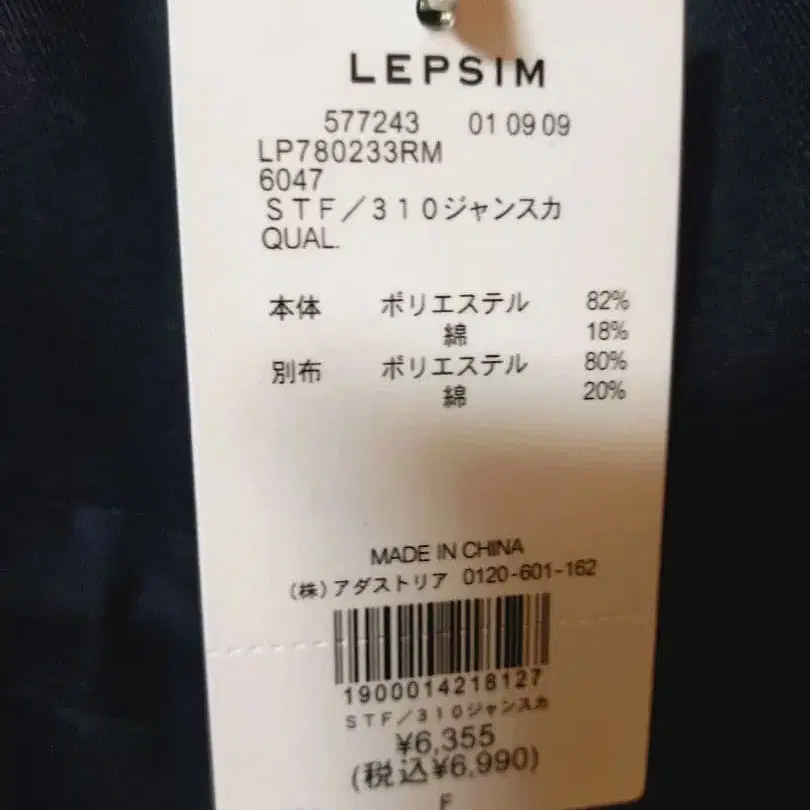 LEPSIM
577243 01 09 09
LP780233RM
6047
ＳＴＦ／３１０ジャンスカ
QUAL.
本体 ポリエステル 82%
綿 18%
別布 ポリエステル 80%
綿 20%
MADE IN CHINA
(株)アダストリア 0120-601-162
1900014218127
ＳＴＦ／３１０ジャンスカ
¥6,355
(税込¥6,990)
F